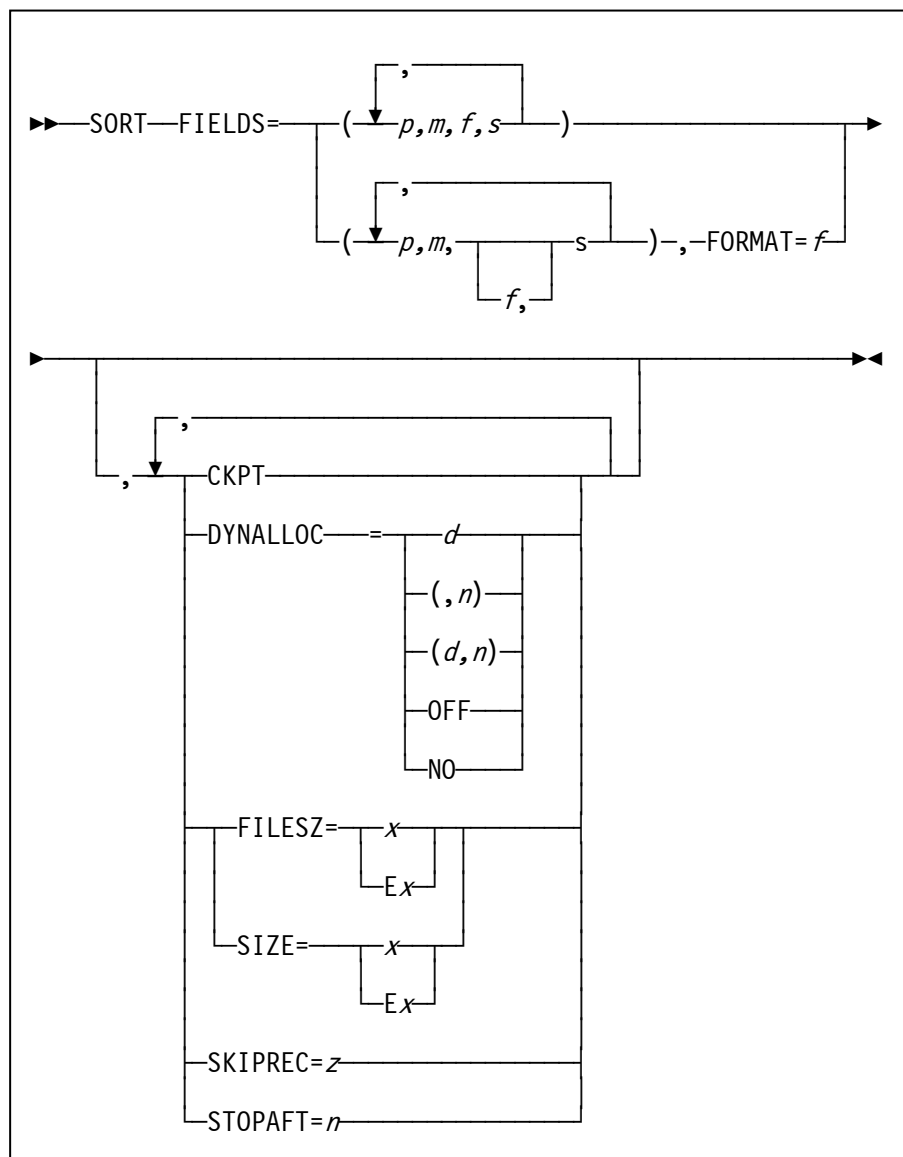 ,
SORT FIELDS= ( p,m,f,s )
,
( p,m, s ) , FORMAT=f
f,
,
, CKPT
DYNALLOC = d
(,n)
(d,n)
OFF
NO
FILESZ= x
Ex
SIZE= x
Ex
SKIPREC=z
STOPAFT=n